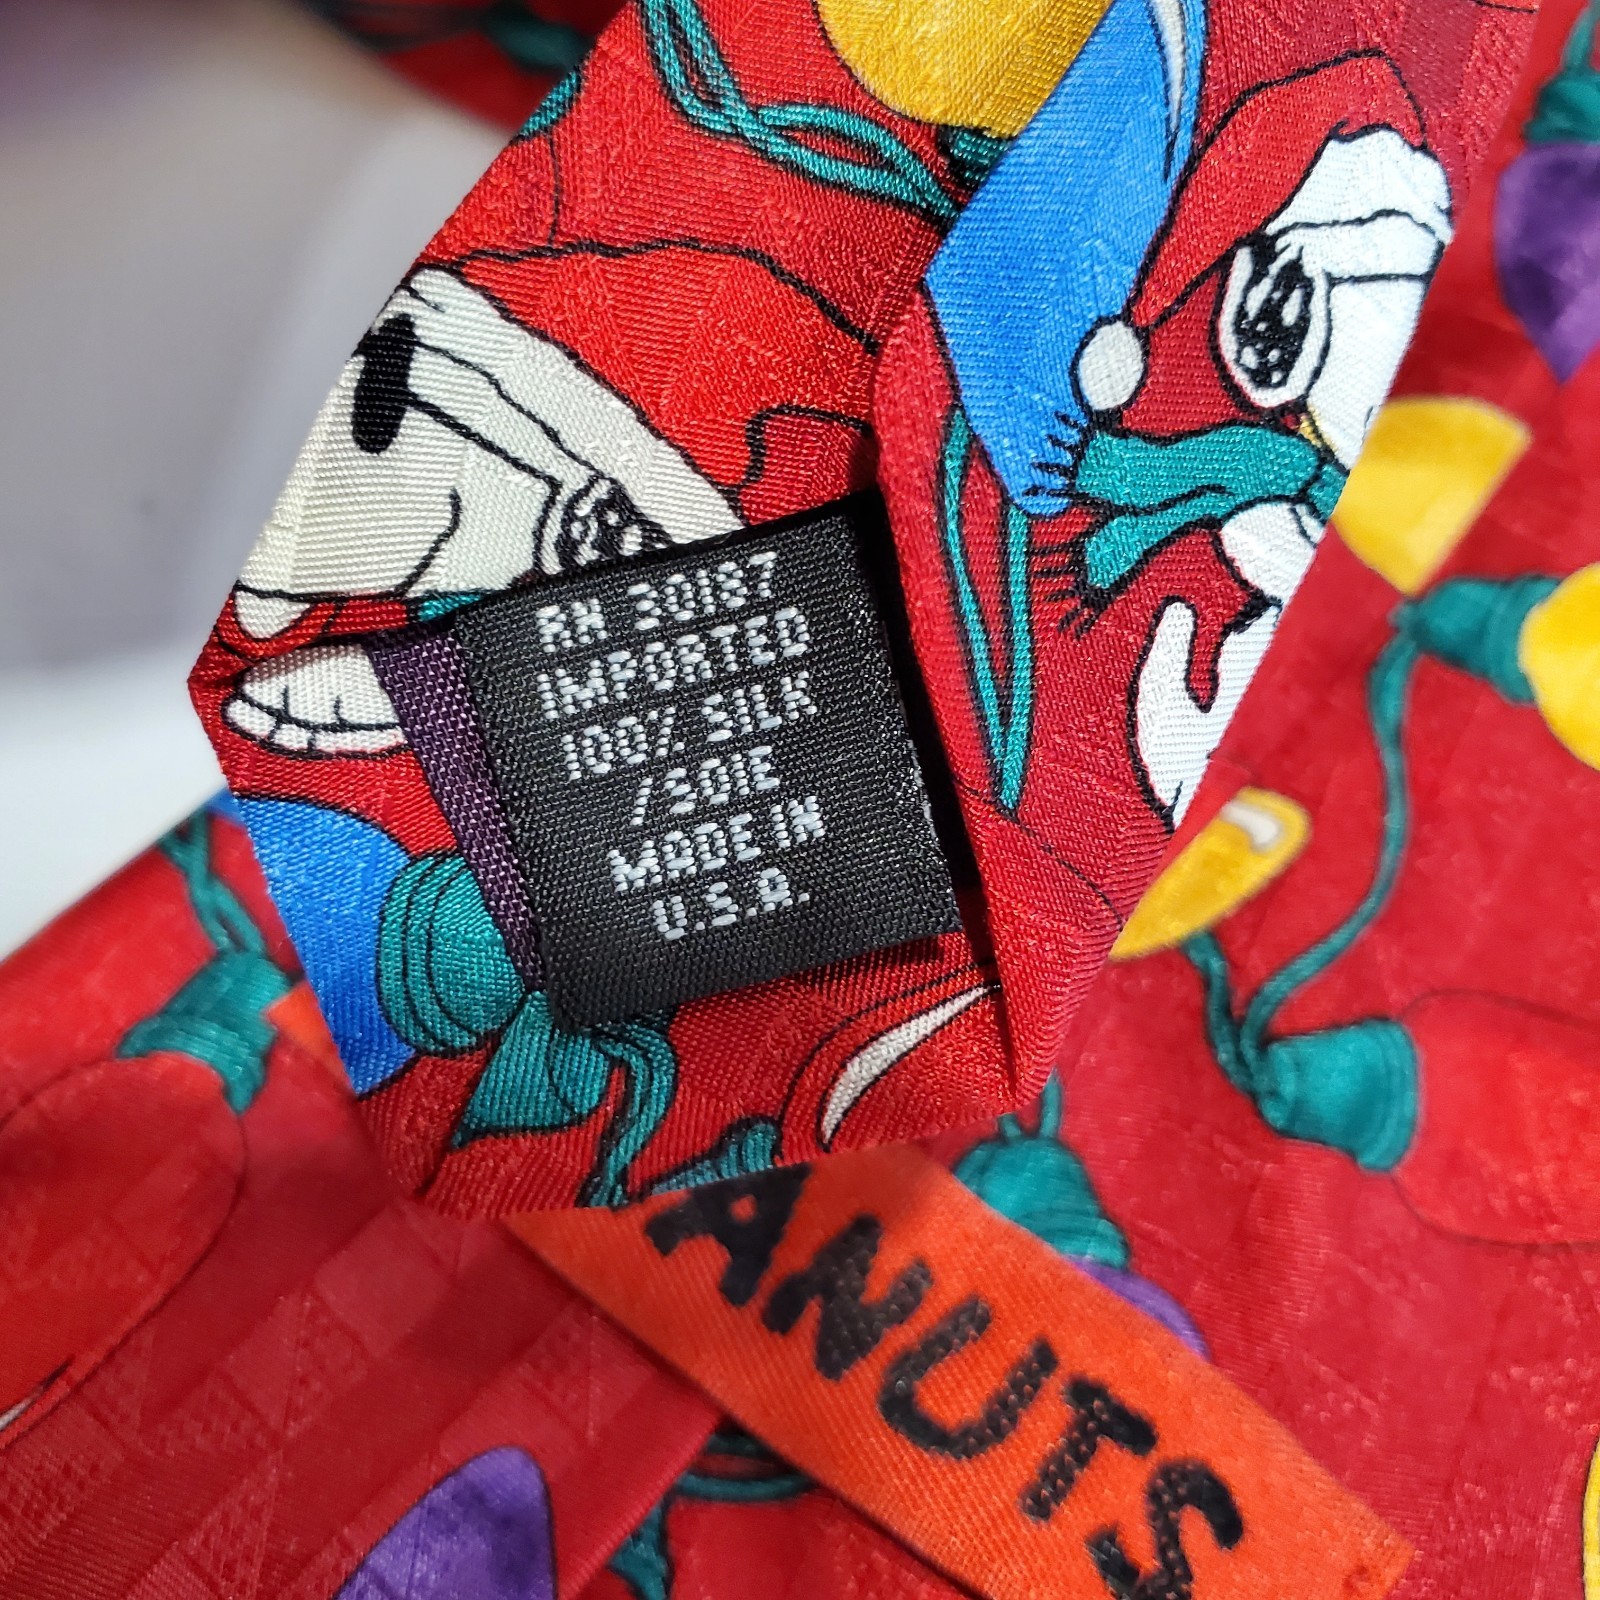 RN 30187
IMPORTED
100% SILK
/SOIE
MADE IN
U.S.A.
ANUTS